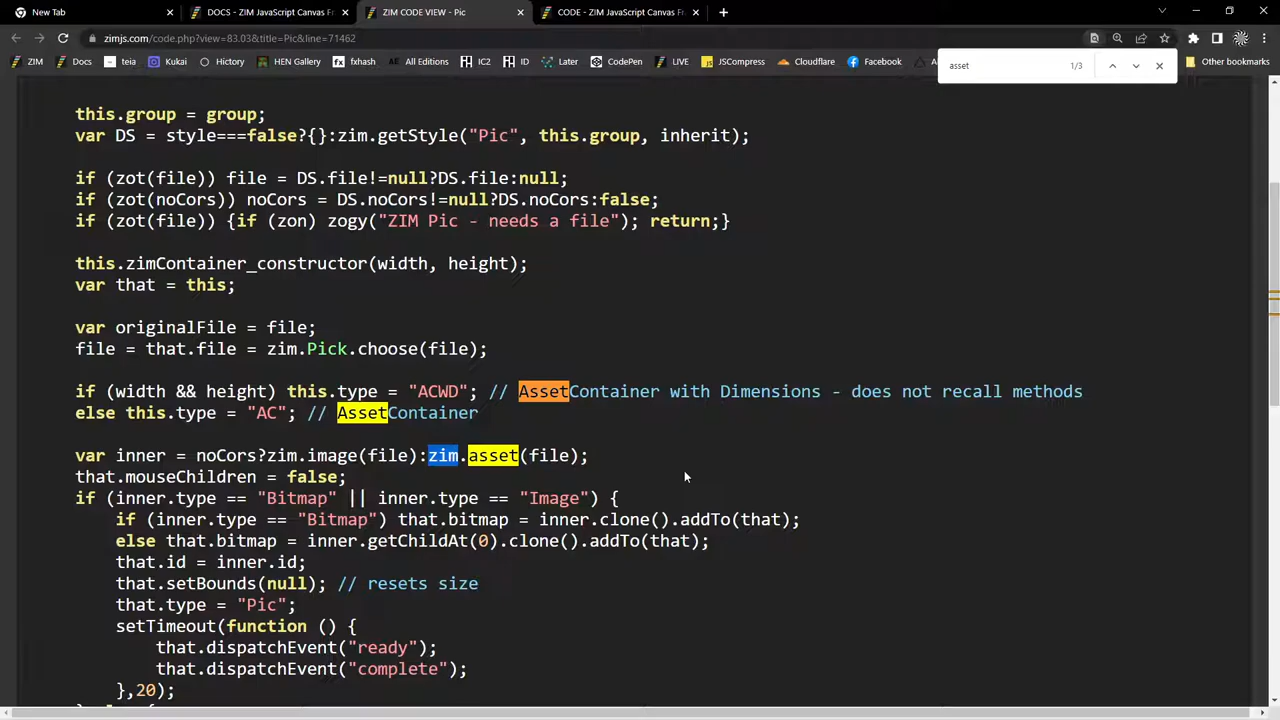 New Tab
DOCS - ZIM JavaScript Canvas F
ZIM CODE VIEW - Pic
CODE - ZIM JavaScript Canvas F
zimjs.com/code.php?view=83.03&title=Pic&line=71462
ZIM
Docs
teia
Kukai
History
HEN Gallery
fxhash
All Editions
IC2
ID
Later
CodePen
LIVE
JSCompress
Cloudflare
Facebook
Other bookmarks
asset 1/3
this.group = group;
var DS = style===false?{}:zim.getStyle("Pic", this.group, inherit);
if (zot(file)) file = DS.file!=null?DS.file:null;
if (zot(noCors)) noCors = DS.noCors!=null?DS.noCors:false;
if (zot(file)) {if (zon) zogy("ZIM Pic - needs a file"); return;}
this.zimContainer_constructor(width, height);
var that = this;
var originalFile = file;
file = that.file = zim.Pick.choose(file);
if (width && height) this.type = "ACWD"; // AssetContainer with Dimensions - does not recall methods
else this.type = "AC"; // AssetContainer
var inner = noCors?zim.image(file):zim.asset(file);
that.mouseChildren = false;
if (inner.type == "Bitmap" || inner.type == "Image") {
if (inner.type == "Bitmap") that.bitmap = inner.clone().addTo(that);
else that.bitmap = inner.getChildAt(0).clone().addTo(that);
that.id = inner.id;
that.setBounds(null); // resets size
that.type = "Pic";
setTimeout(function () {
that.dispatchEvent("ready");
that.dispatchEvent("complete");
},20);